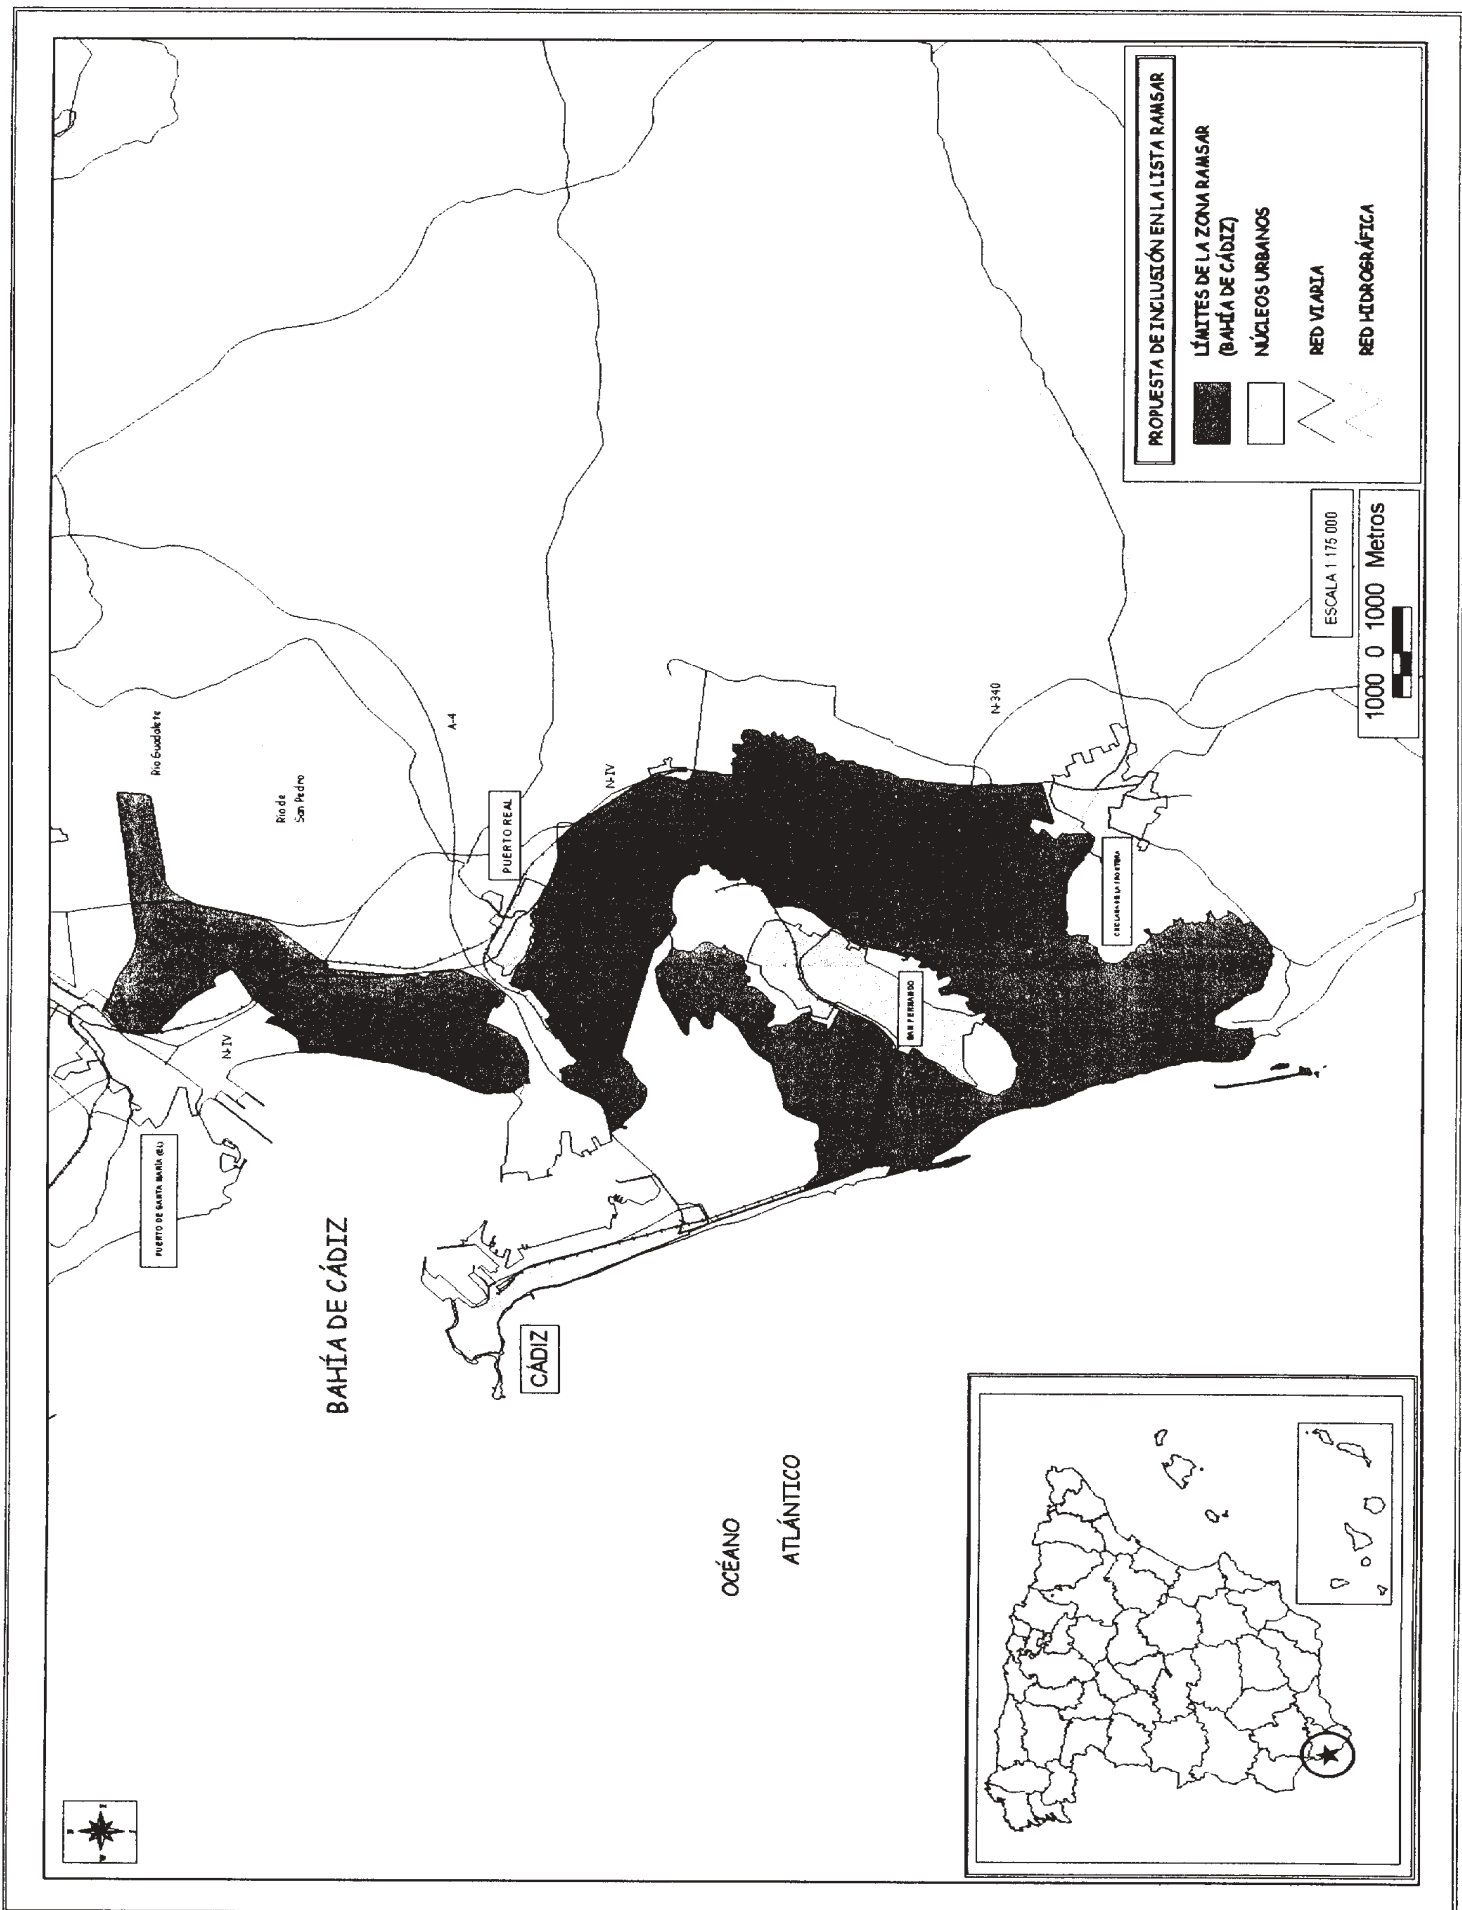 PROPUESTA DE INCLUSIÓN EN LA LISTA RAMSAR
LÍMITES DE LA ZONA RAMSAR
(BAHÍA DE CÁDIZ)
NÚCLEOS URBANOS
RED VIARIA
RED HIDROGRÁFICA
ESCALA 1 175 000
1000 0 1000 Metros
Río Guadalete
Río de
San Pedro
A-4
N-IV
N-340
PUERTO REAL
CHICLANA DE LA FRONTERA
SAN FERNANDO
N-IV
PUERTO DE SANTA MARÍA (EL)
BAHÍA DE CÁDIZ
CÁDIZ
OCÉANO
ATLÁNTICO